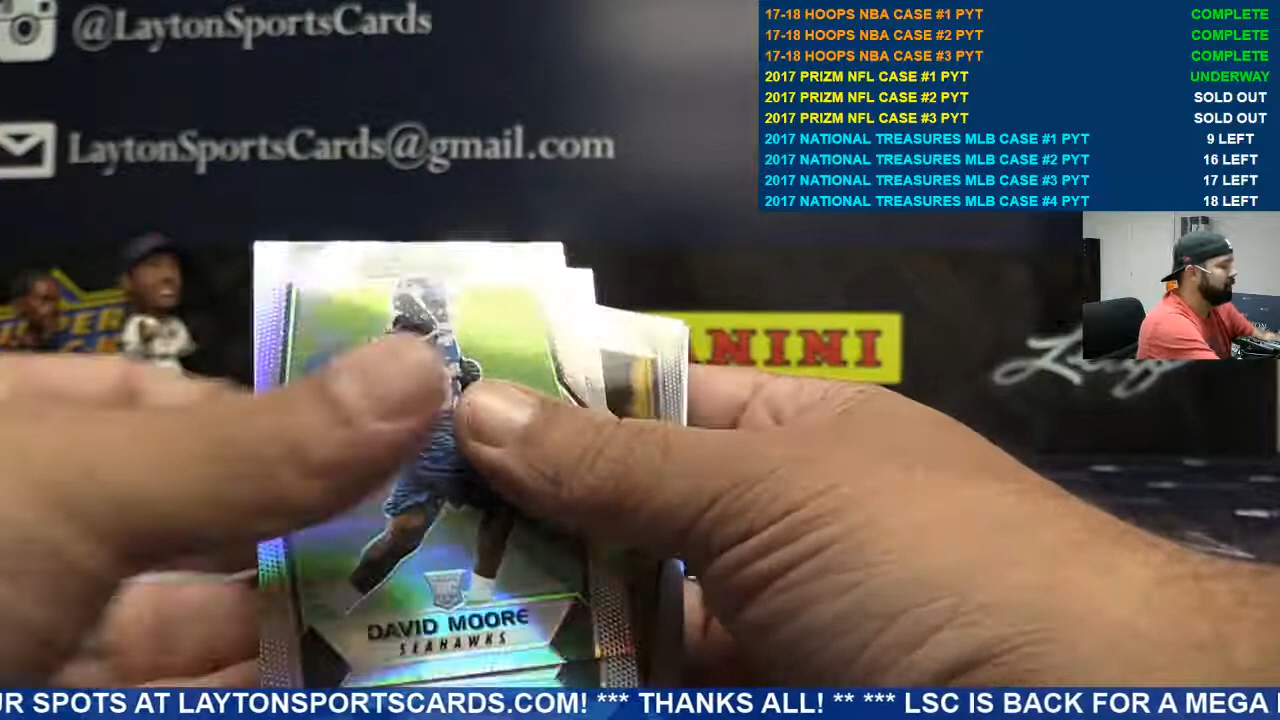 @LaytonSportsCards
LaytonSportsCards@gmail.com
17-18 HOOPS NBA CASE #1 PYT COMPLETE
17-18 HOOPS NBA CASE #2 PYT COMPLETE
17-18 HOOPS NBA CASE #3 PYT COMPLETE
2017 PRIZM NFL CASE #1 PYT UNDERWAY
2017 PRIZM NFL CASE #2 PYT SOLD OUT
2017 PRIZM NFL CASE #3 PYT SOLD OUT
2017 NATIONAL TREASURES MLB CASE #1 PYT 9 LEFT
2017 NATIONAL TREASURES MLB CASE #2 PYT 16 LEFT
2017 NATIONAL TREASURES MLB CASE #3 PYT 17 LEFT
2017 NATIONAL TREASURES MLB CASE #4 PYT 18 LEFT
ANINI
DAVID MOORE
SEAHAWKS
UR SPOTS AT LAYTONSPORTSCARDS.COM! *** THANKS ALL! ** *** LSC IS BACK FOR A MEGA